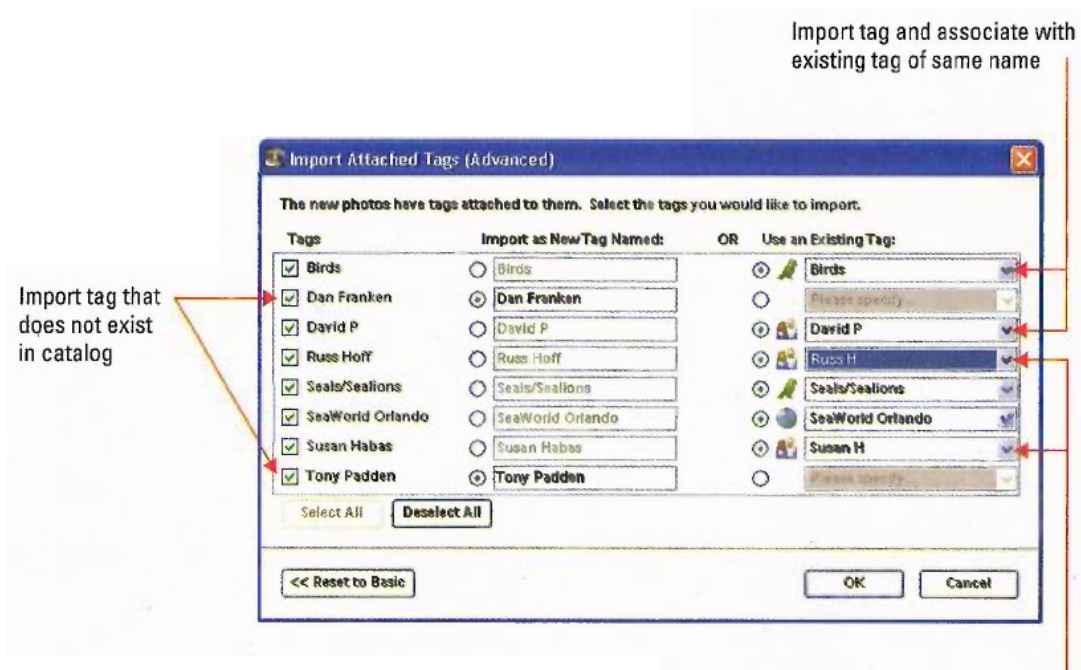 Import tag and associate with
existing tag of same name
Import Attached Tags (Advanced)
The new photos have tags attached to them. Select the tags you would like to import.
Tags Import as New Tag Named: OR Use an Existing Tag:
Birds Birds Birds
Dan Franken Dan Franken Please specify...
David P David P David P
Russ Hoff Russ Hoff Russ H
Seals/Sealions Seals/Sealions Seals/Sealions
SeaWorld Orlando SeaWorld Orlando SeaWorld Orlando
Susan Habas Susan Habas Susan H
Tony Padden Tony Padden Please specify...
Select All Deselect All
<< Reset to Basic OK Cancel
Import tag that
does not exist
in catalog